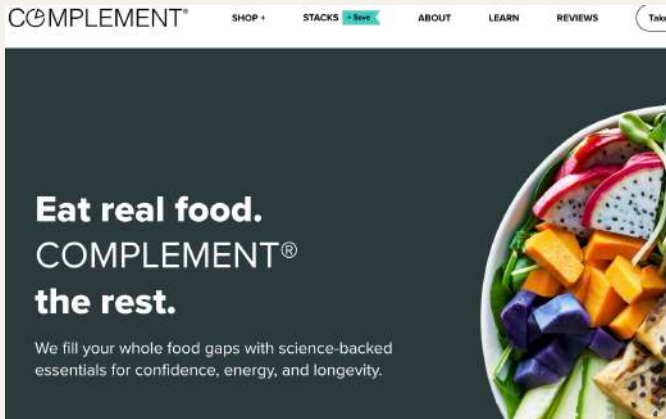 COMPLEMENT®
SHOP +
STACKS + Save
ABOUT
LEARN
REVIEWS
Take
Eat real food.
COMPLEMENT®
the rest.
We fill your whole food gaps with science-backed
essentials for confidence, energy, and longevity.